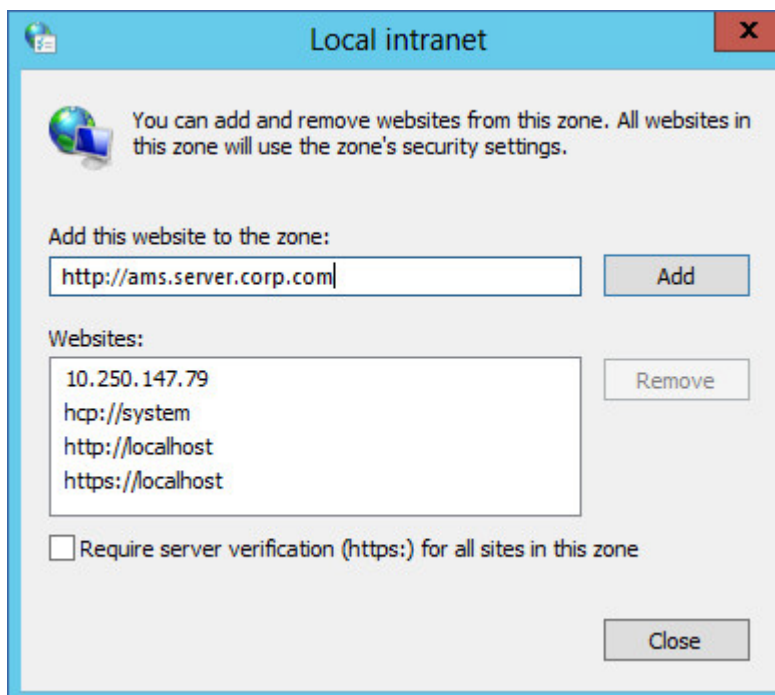 Local intranet
x
You can add and remove websites from this zone. All websites in
this zone will use the zone's security settings.
Add this website to the zone:
http://ams.server.corp.com
Add
Websites:
10.250.147.79
hcp://system
http://localhost
https://localhost
Remove
Require server verification (https:) for all sites in this zone
Close